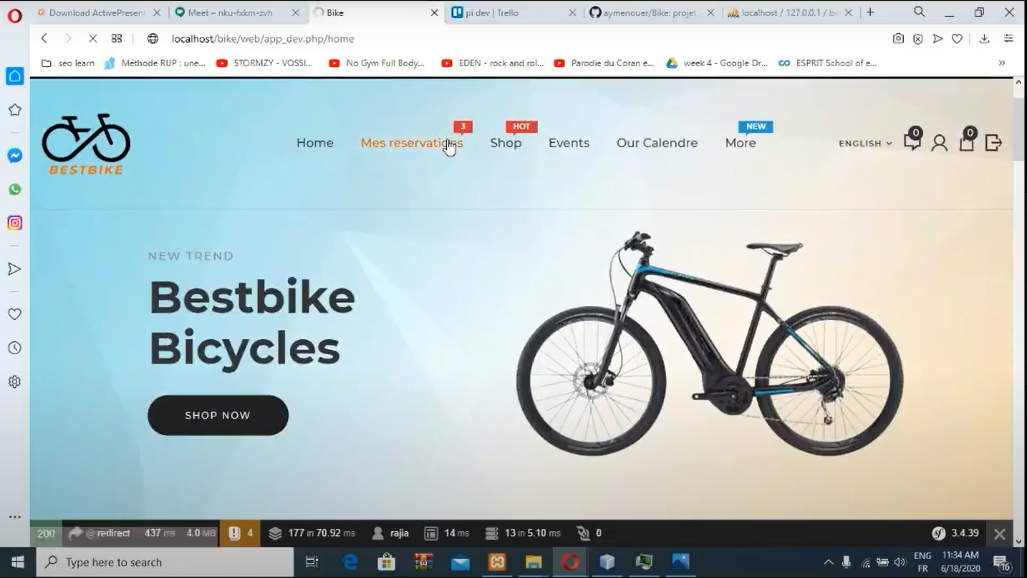 Download ActivePresent
Meet – nku-fxkm-zvh
Bike
pi dev | Trello
aymenouer/Bike: projet
localhost / 127.0.0.1 / b
localhost/bike/web/app_dev.php/home
seo learn
Méthode RUP : une...
STORMZY - VOSSI...
No Gym Full Body...
EDEN - rock and rol...
Parodie du Coran e...
week 4 - Google Dr...
ESPRIT School of e...
BESTBIKE
Home
Mes reservations
3
Shop
HOT
Events
Our Calendre
More
NEW
ENGLISH
0
0
NEW TREND
Bestbike
Bicycles
SHOP NOW
200 @ redirect 437 ms 4.0 MB 4 177 in 70.92 ms rajia 14 ms 13 in 5.10 ms 0 3.4.39
Type here to search
ENG
FR
11:34 AM
6/18/2020
16